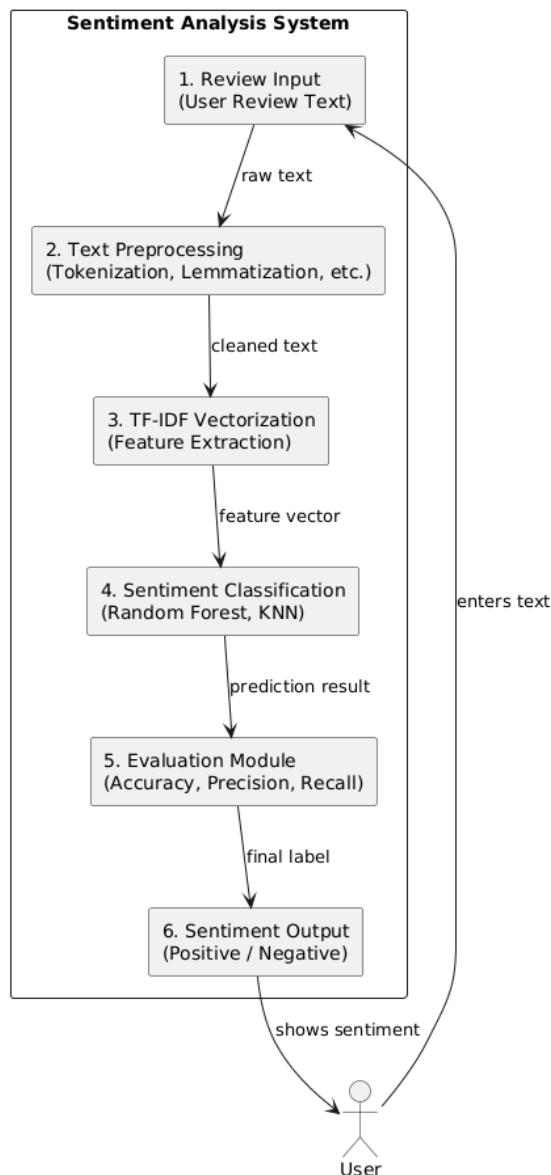 Sentiment Analysis System
1. Review Input
(User Review Text)
raw text
2. Text Preprocessing
(Tokenization, Lemmatization, etc.)
cleaned text
3. TF-IDF Vectorization
(Feature Extraction)
feature vector
4. Sentiment Classification
(Random Forest, KNN)
enters text
prediction result
5. Evaluation Module
(Accuracy, Precision, Recall)
final label
6. Sentiment Output
(Positive / Negative)
shows sentiment
User